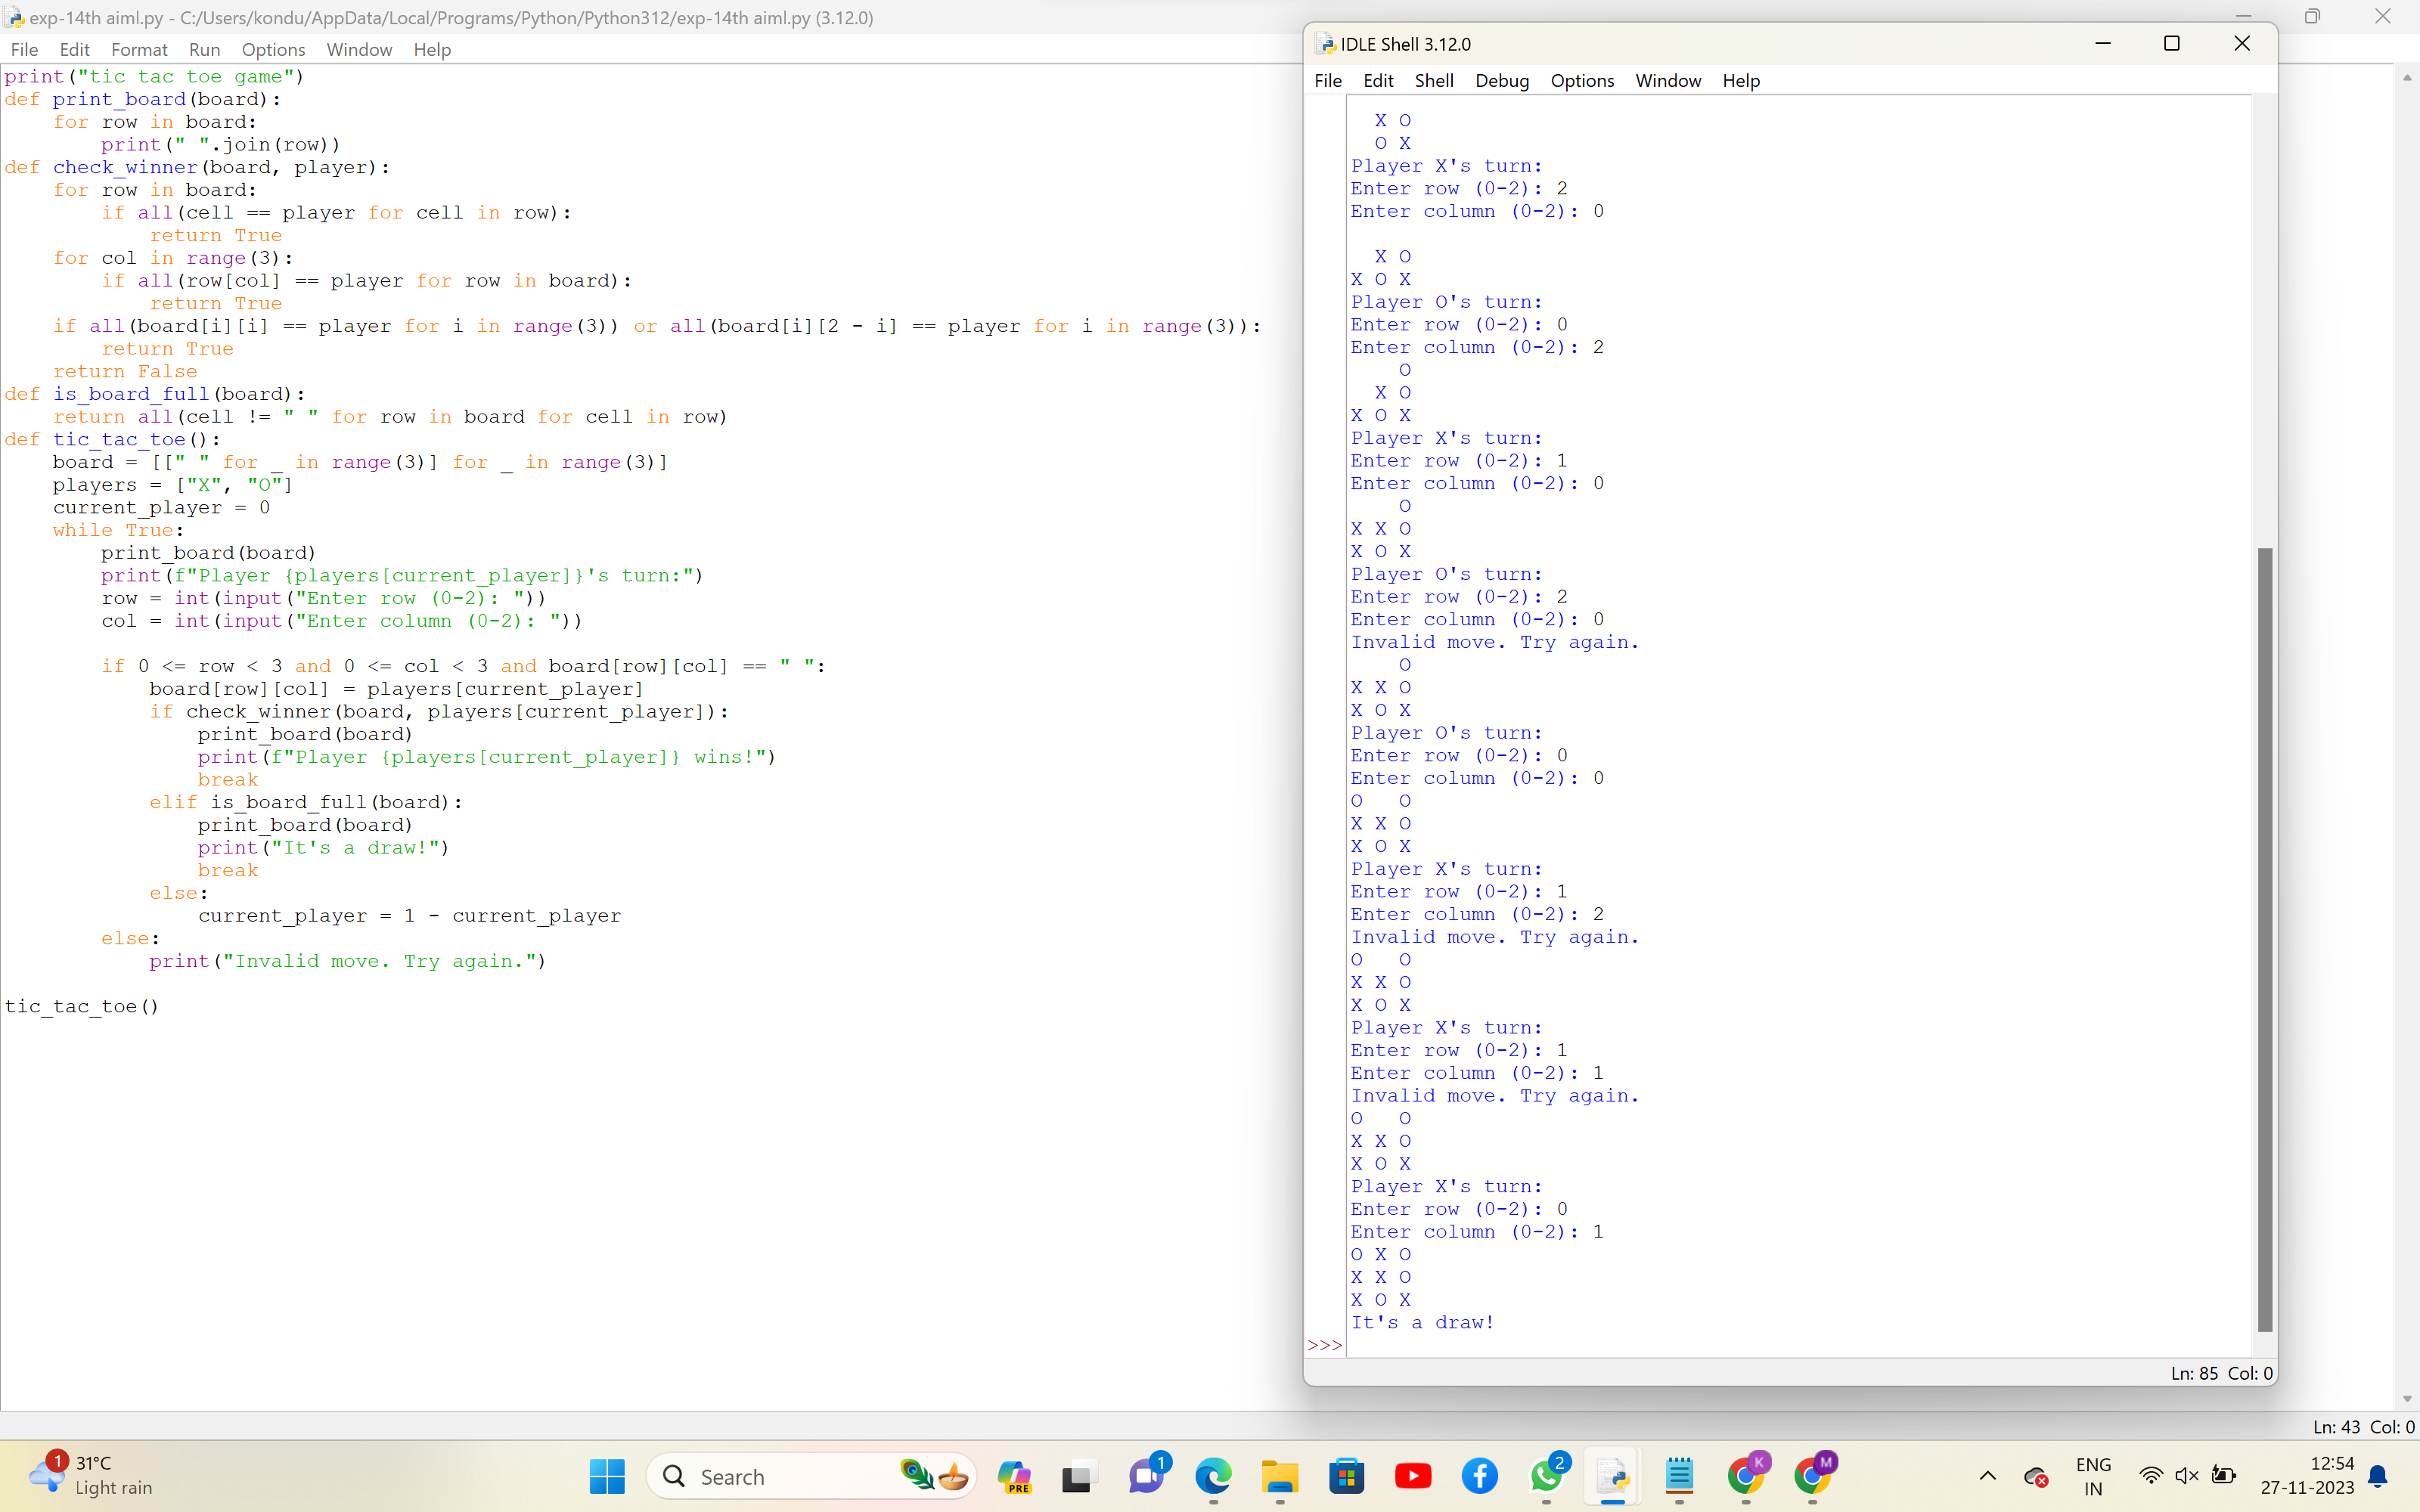 exp-14th aiml.py - C:/Users/kondu/AppData/Local/Programs/Python/Python312/exp-14th aiml.py (3.12.0)
File Edit Format Run Options Window Help
print("tic tac toe game")
def print_board(board):
    for row in board:
        print(" ".join(row))
def check_winner(board, player):
    for row in board:
        if all(cell == player for cell in row):
            return True
    for col in range(3):
        if all(row[col] == player for row in board):
            return True
    if all(board[i][i] == player for i in range(3)) or all(board[i][2 - i] == player for i in range(3)):
        return True
    return False
def is_board_full(board):
    return all(cell != " " for row in board for cell in row)
def tic_tac_toe():
    board = [[" " for _ in range(3)] for _ in range(3)]
    players = ["X", "O"]
    current_player = 0
    while True:
        print_board(board)
        print(f"Player {players[current_player]}'s turn:")
        row = int(input("Enter row (0-2): "))
        col = int(input("Enter column (0-2): "))

        if 0 <= row < 3 and 0 <= col < 3 and board[row][col] == " ":
            board[row][col] = players[current_player]
            if check_winner(board, players[current_player]):
                print_board(board)
                print(f"Player {players[current_player]} wins!")
                break
            elif is_board_full(board):
                print_board(board)
                print("It's a draw!")
                break
            else:
                current_player = 1 - current_player
        else:
            print("Invalid move. Try again.")

tic_tac_toe()
IDLE Shell 3.12.0
File Edit Shell Debug Options Window Help
  X O
  O X
Player X's turn:
Enter row (0-2): 2
Enter column (0-2): 0

  X O
X O X
Player O's turn:
Enter row (0-2): 0
Enter column (0-2): 2
    O
  X O
X O X
Player X's turn:
Enter row (0-2): 1
Enter column (0-2): 0
    O
X X O
X O X
Player O's turn:
Enter row (0-2): 2
Enter column (0-2): 0
Invalid move. Try again.
    O
X X O
X O X
Player O's turn:
Enter row (0-2): 0
Enter column (0-2): 0
O   O
X X O
X O X
Player X's turn:
Enter row (0-2): 1
Enter column (0-2): 2
Invalid move. Try again.
O   O
X X O
X O X
Player X's turn:
Enter row (0-2): 1
Enter column (0-2): 1
Invalid move. Try again.
O   O
X X O
X O X
Player X's turn:
Enter row (0-2): 0
Enter column (0-2): 1
O X O
X X O
X O X
It's a draw!
>>>
Ln: 85 Col: 0
Ln: 43 Col: 0
1
31°C
Light rain
Search
PRE
1
2
K
M
ENG
IN
12:54
27-11-2023